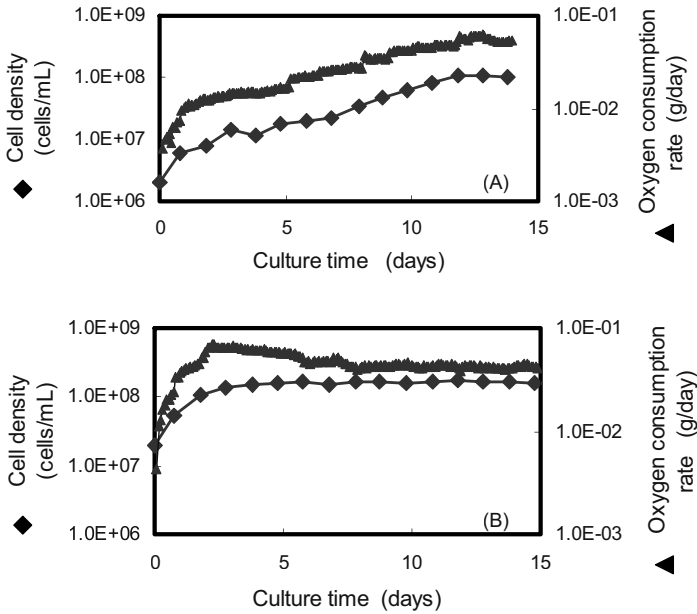 1.0E+09
1.0E+08
1.0E+07
1.0E+06
Cell density
(cells/mL)
1.0E-01
1.0E-02
1.0E-03
Oxygen consumption
rate (g/day)
(A)
0 5 10 15
Culture time (days)
1.0E+09
1.0E+08
1.0E+07
1.0E+06
Cell density
(cells/mL)
1.0E-01
1.0E-02
1.0E-03
Oxygen consumption
rate (g/day)
(B)
0 5 10 15
Culture time (days)